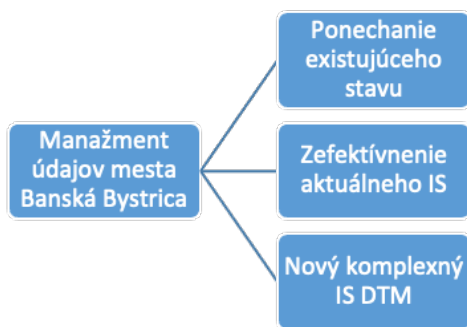 Ponechanie
existujúceho
stavu
Manažment
údajov mesta
Banská Bystrica
Zefektívnenie
aktuálneho IS
Nový komplexný
IS DTM